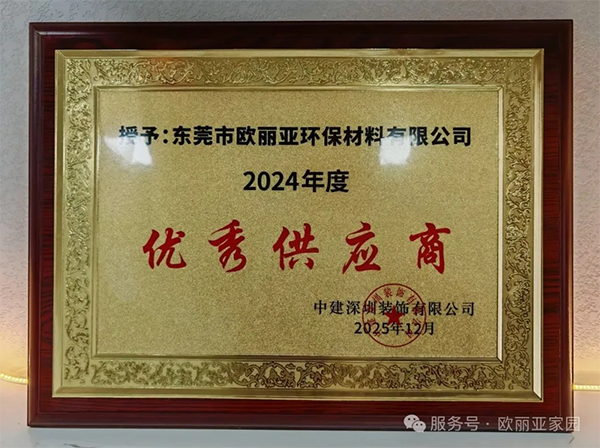 授予:东莞市欧丽亚环保材料有限公司
2024年度
优秀供应商
中建深圳装饰有限公司
2025年12月
服务号·欧丽亚家园